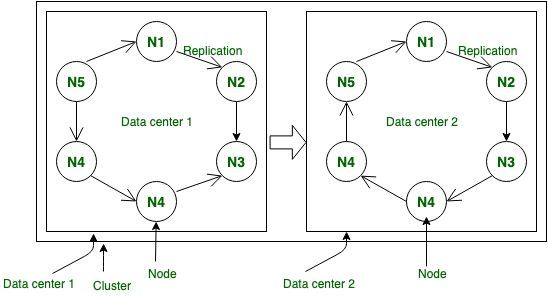 N1
Replication
N5
N2
Data center 1
N4
N3
N4
N1
Replication
N5
N2
Data center 2
N4
N3
N4
Data center 1
Cluster
Node
Data center 2
Node